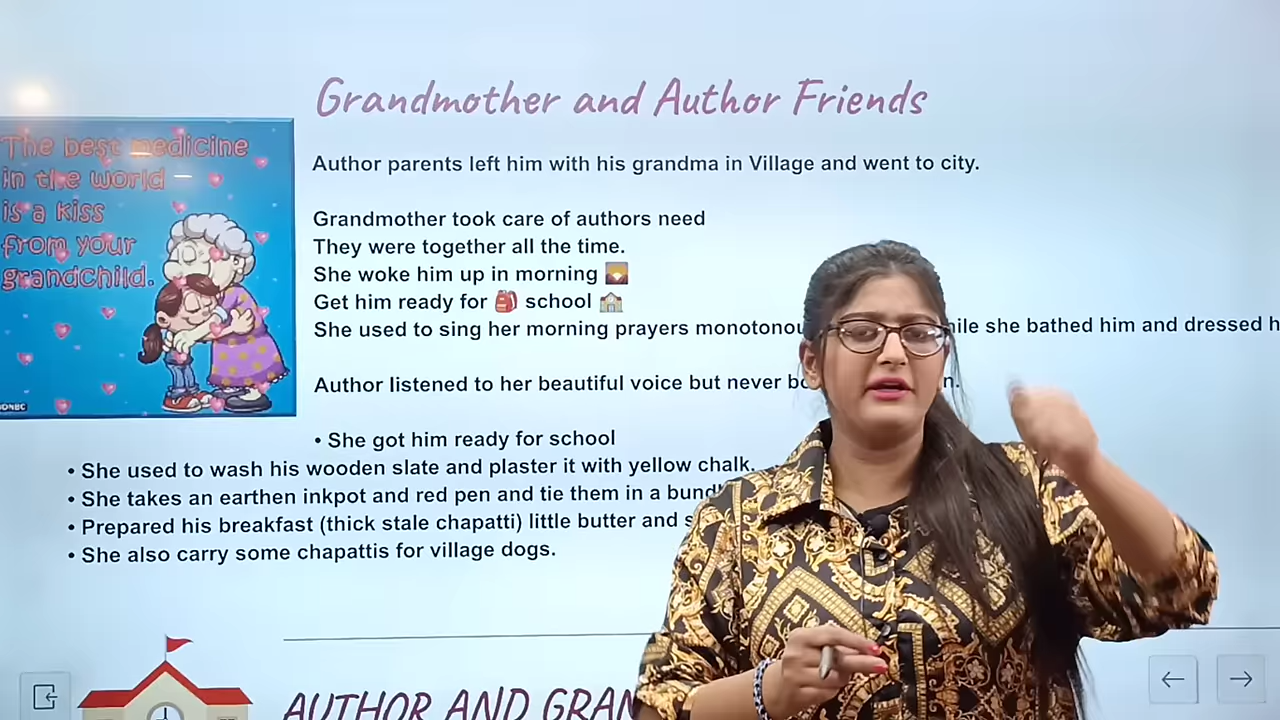 Grandmother and Author Friends
The best medicine
in the world
is a kiss
from your
grandchild.
Author parents left him with his grandma in Village and went to city.
Grandmother took care of authors need
They were together all the time.
She woke him up in morning 🌅
Get him ready for 🎒 school 🏫
She used to sing her morning prayers she bathed him and dressed
Author listened to her beautiful voice but never
• She got him ready for school
• She used to wash his wooden slate and plaster it with yellow chalk.
• She takes an earthen inkpot and red pen and tie them in a
• Prepared his breakfast (thick stale chapatti) little butter and
• She also carry some chapattis for village dogs.
AUTHOR AND